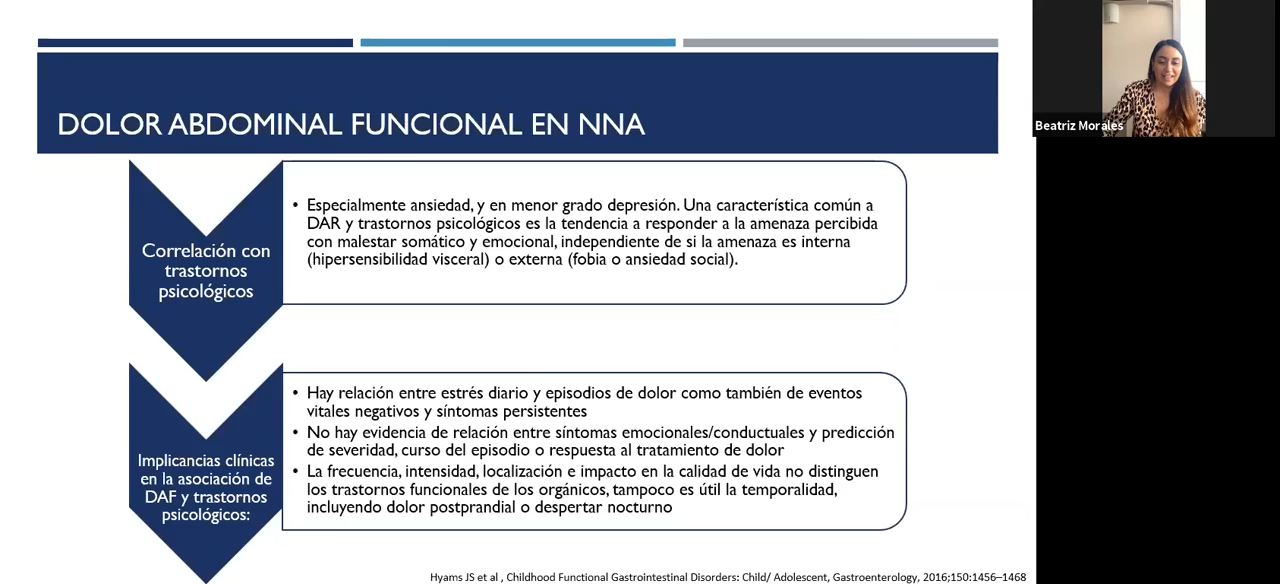 DOLOR ABDOMINAL FUNCIONAL EN NNA
Beatriz Morales
Correlación con
trastornos
psicológicos
• Especialmente ansiedad, y en menor grado depresión. Una característica común a
DAR y trastornos psicológicos es la tendencia a responder a la amenaza percibida
con malestar somático y emocional, independiente de si la amenaza es interna
(hipersensibilidad visceral) o externa (fobia o ansiedad social).
Implicancias clínicas
en la asociación de
DAF y trastornos
psicológicos:
• Hay relación entre estrés diario y episodios de dolor como también de eventos
vitales negativos y síntomas persistentes
• No hay evidencia de relación entre síntomas emocionales/conductuales y predicción
de severidad, curso del episodio o respuesta al tratamiento de dolor
• La frecuencia, intensidad, localización e impacto en la calidad de vida no distinguen
los trastornos funcionales de los orgánicos, tampoco es útil la temporalidad,
incluyendo dolor postprandial o despertar nocturno
Hyams JS et al , Childhood Functional Gastrointestinal Disorders: Child/ Adolescent, Gastroenterology, 2016;150:1456–1468